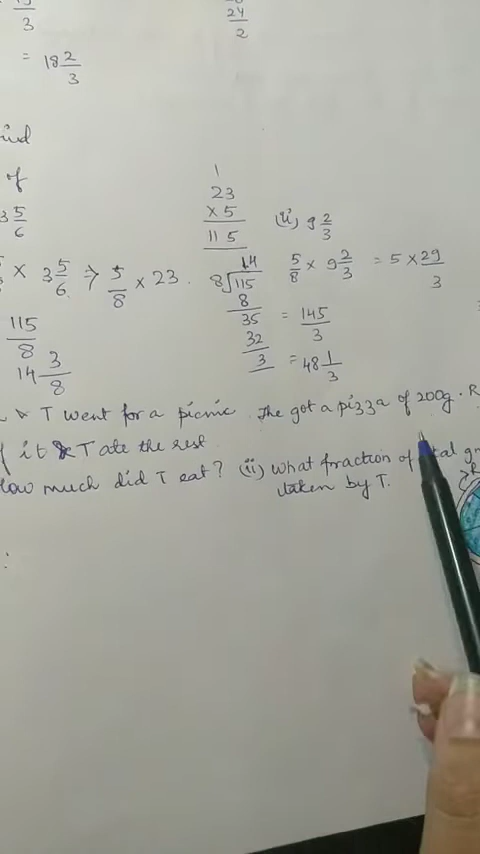 3
= 18 2/3
24
2
ind
of
3 5/6
1
23
× 5
115
(ii) 9 2/3
× 3 5/6 ⇒ 5/8 × 23
14
8)115
8
35
32
3
5/8 × 9 2/3 = 5 × 29/3
= 145/3
= 48 1/3
115/8
14 3/8
& T went for a picnic. The got a pizza of 200g. R
it & T ate the rest.
How much did T eat? (ii) What fraction of
taken by T.
: